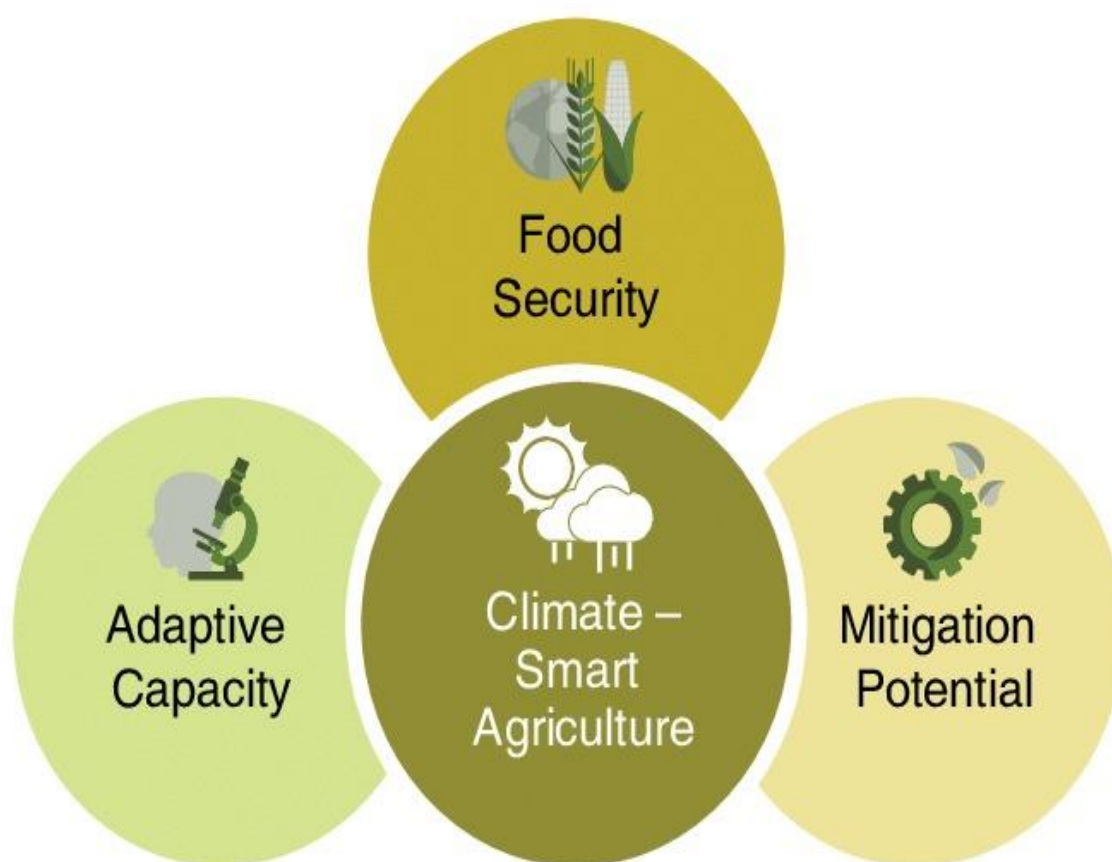 Food
Security
Adaptive
Capacity
Climate –
Smart
Agriculture
Mitigation
Potential